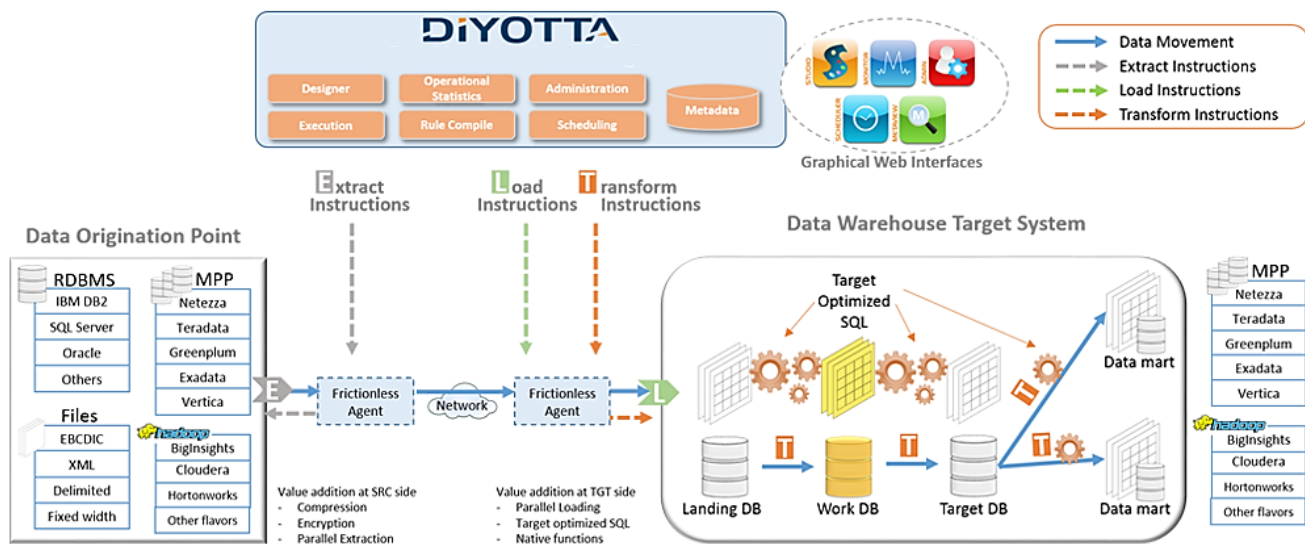 DiYOTTA
Designer
Operational
Statistics
Administration
Metadata
Execution
Rule Compile
Scheduling
STUDIO
MONITOR
M
ADMIN
SCHEDULER
METAVIEW
M
Graphical Web Interfaces
Data Movement
Extract Instructions
Load Instructions
Transform Instructions
Extract
Instructions
Load
Instructions
Transform
Instructions
Data Origination Point
RDBMS
IBM DB2
SQL Server
Oracle
Others
MPP
Netezza
Teradata
Greenplum
Exadata
Vertica
Files
EBCDIC
XML
Delimited
Fixed width
hadoop
BigInsights
Cloudera
Hortonworks
Other flavors
E
Frictionless
Agent
Network
Frictionless
Agent
L
Value addition at SRC side
- Compression
- Encryption
- Parallel Extraction
Value addition at TGT side
- Parallel Loading
- Target optimized SQL
- Native functions
Data Warehouse Target System
Target
Optimized
SQL
T
Data mart
T
T
T
Landing DB
Work DB
Target DB
Data mart
MPP
Netezza
Teradata
Greenplum
Exadata
Vertica
hadoop
BigInsights
Cloudera
Hortonworks
Other flavors